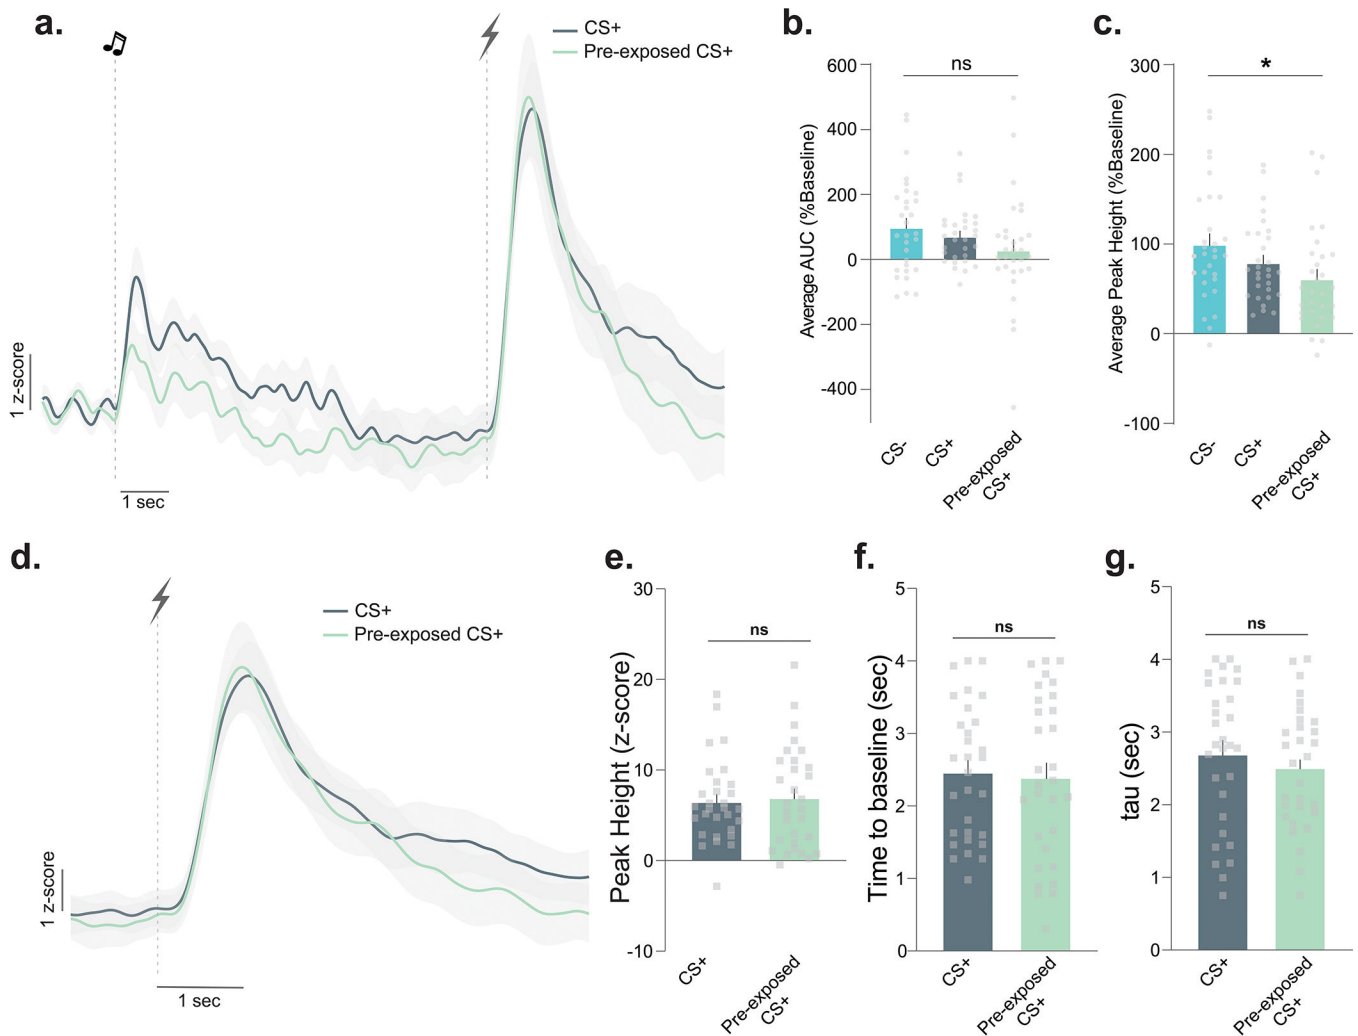 a.
CS+
Pre-exposed CS+
1 z-score
1 sec
b.
ns
Average AUC (%Baseline)
600
400
200
0
-200
-400
CS-
CS+
Pre-exposed
CS+
c.
*
Average Peak Height (%Baseline)
300
200
100
0
-100
CS-
CS+
Pre-exposed
CS+
d.
CS+
Pre-exposed CS+
1 z-score
1 sec
e.
ns
Peak Height (z-score)
30
20
10
0
-10
CS+
Pre-exposed
CS+
f.
ns
Time to baseline (sec)
5
4
3
2
1
0
CS+
Pre-exposed
CS+
g.
ns
tau (sec)
5
4
3
2
1
0
CS+
Pre-exposed
CS+